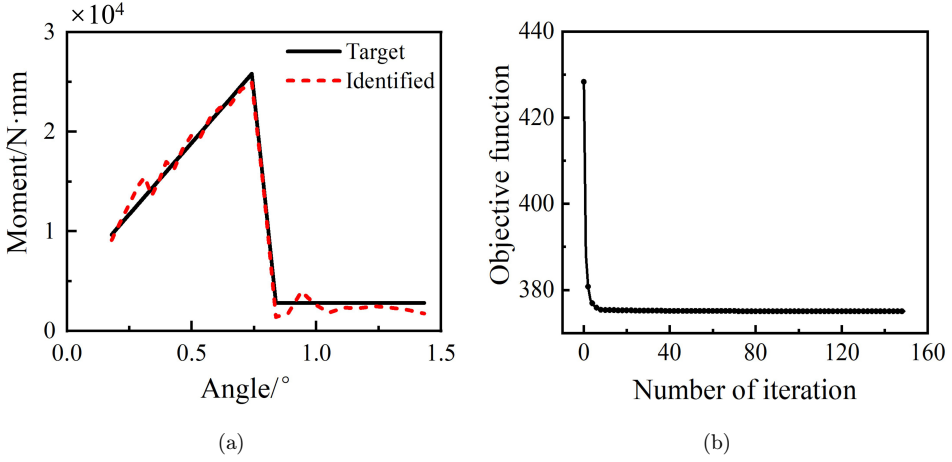 ×10⁴
3
2
1
0
0.0 0.5 1.0 1.5
Moment/N·mm
Angle/°
Target
Identified
(a)
440
420
400
380
0 40 80 120 160
Objective function
Number of iteration
(b)